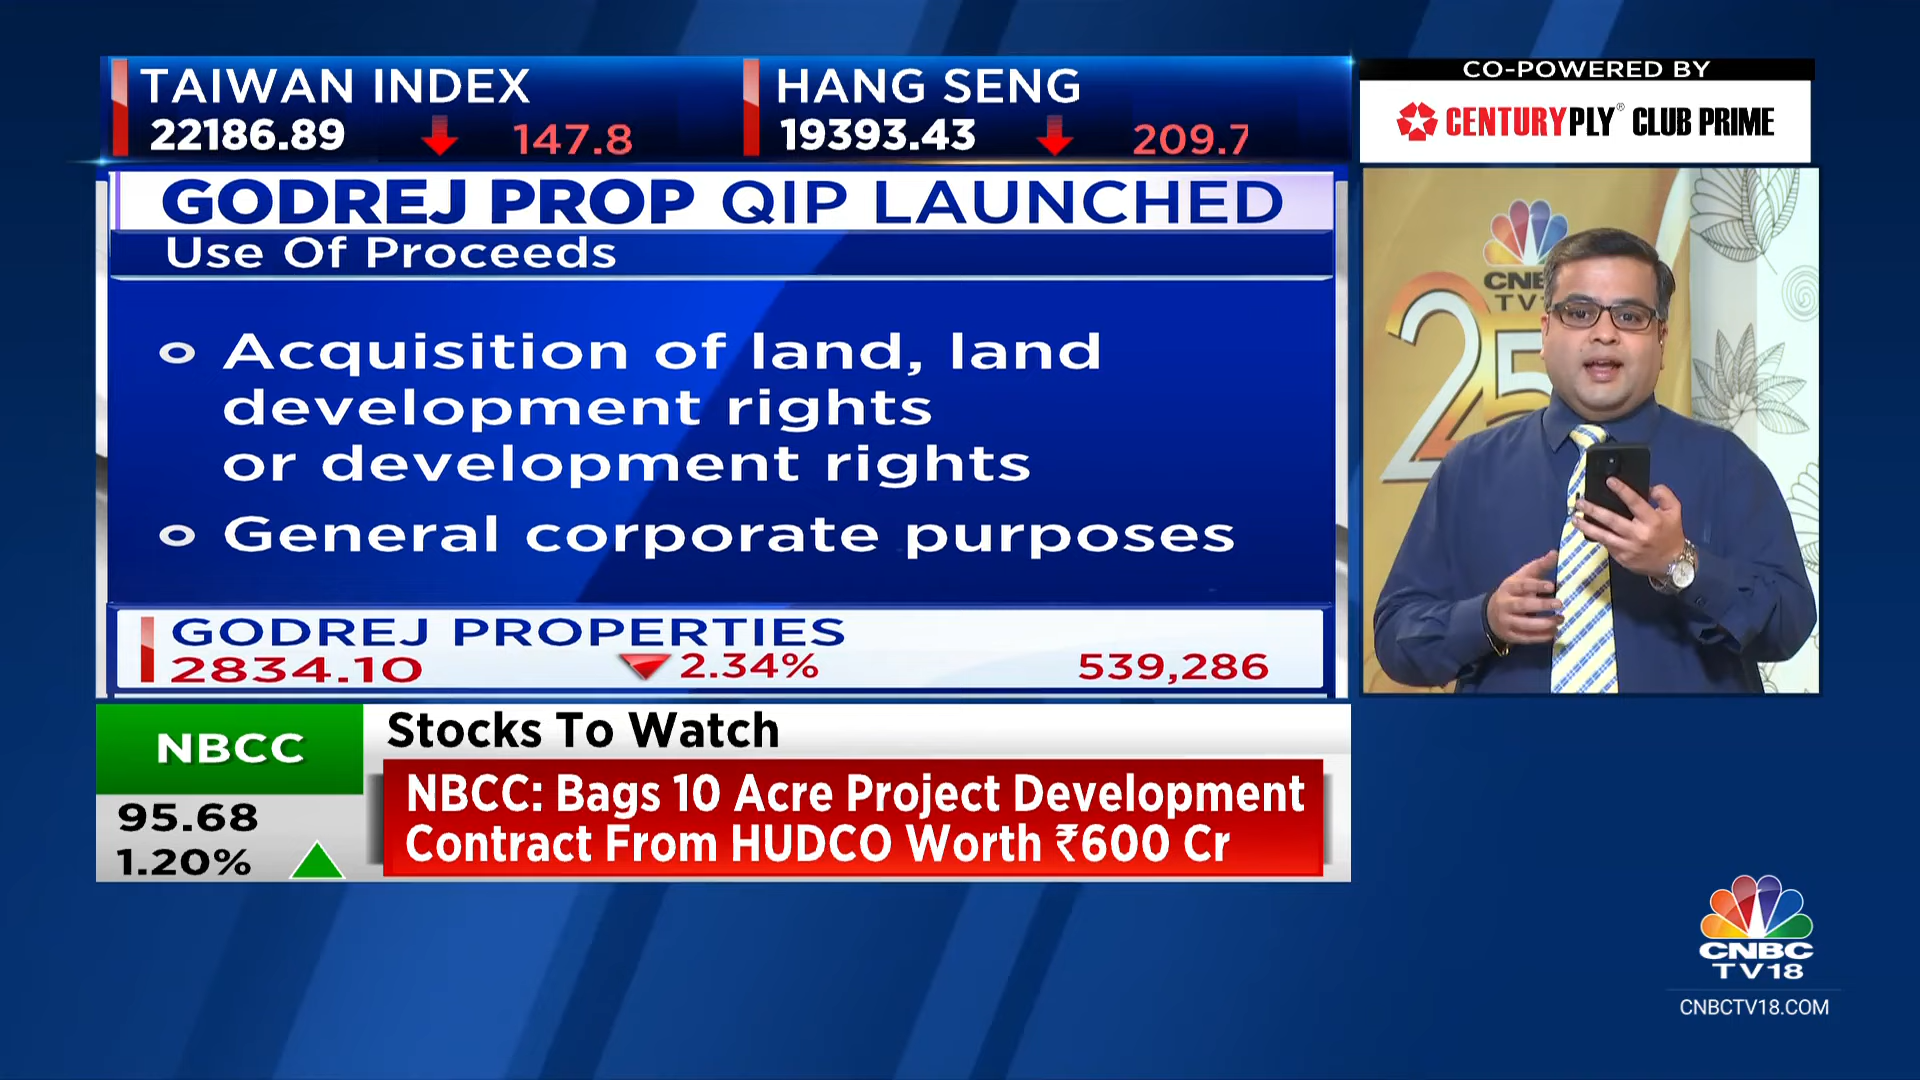 TAIWAN INDEX
22186.89 147.8
HANG SENG
19393.43 209.7
CO-POWERED BY
CENTURYPLY® CLUB PRIME
GODREJ PROP QIP LAUNCHED
Use Of Proceeds
Acquisition of land, land
development rights
or development rights
General corporate purposes
GODREJ PROPERTIES
2834.10 2.34% 539,286
25
NBCC
95.68
1.20%
Stocks To Watch
NBCC: Bags 10 Acre Project Development
Contract From HUDCO Worth ₹600 Cr
CNBC
TV18
CNBCTV18.COM